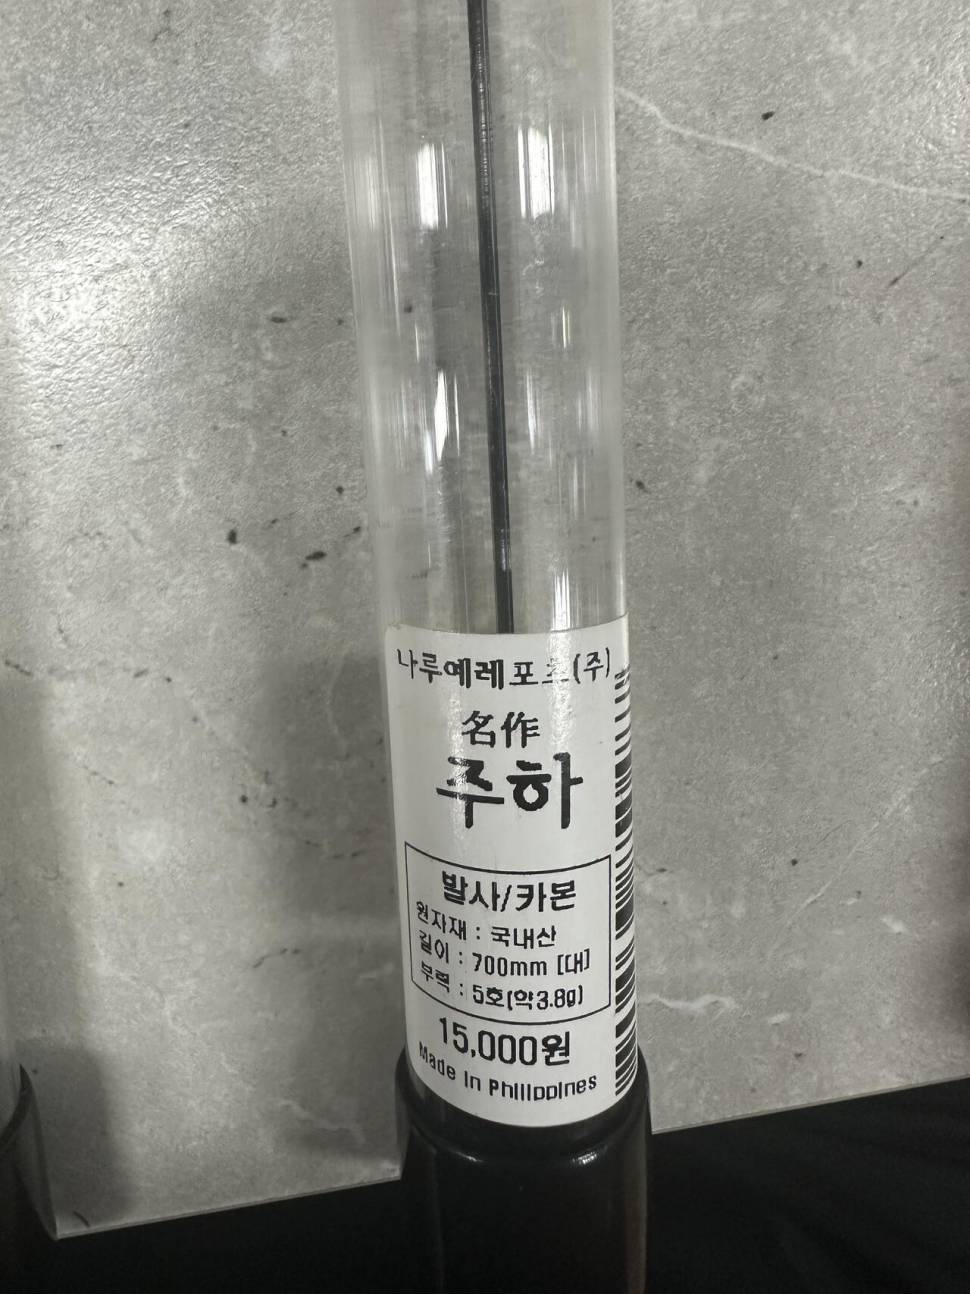 나루예레포츠(주)
名作
주하
발사/카본
원자재 : 국내산
길이 : 700mm [대]
부력 : 5호(약3.8g)
15,000원
Made in Philippines